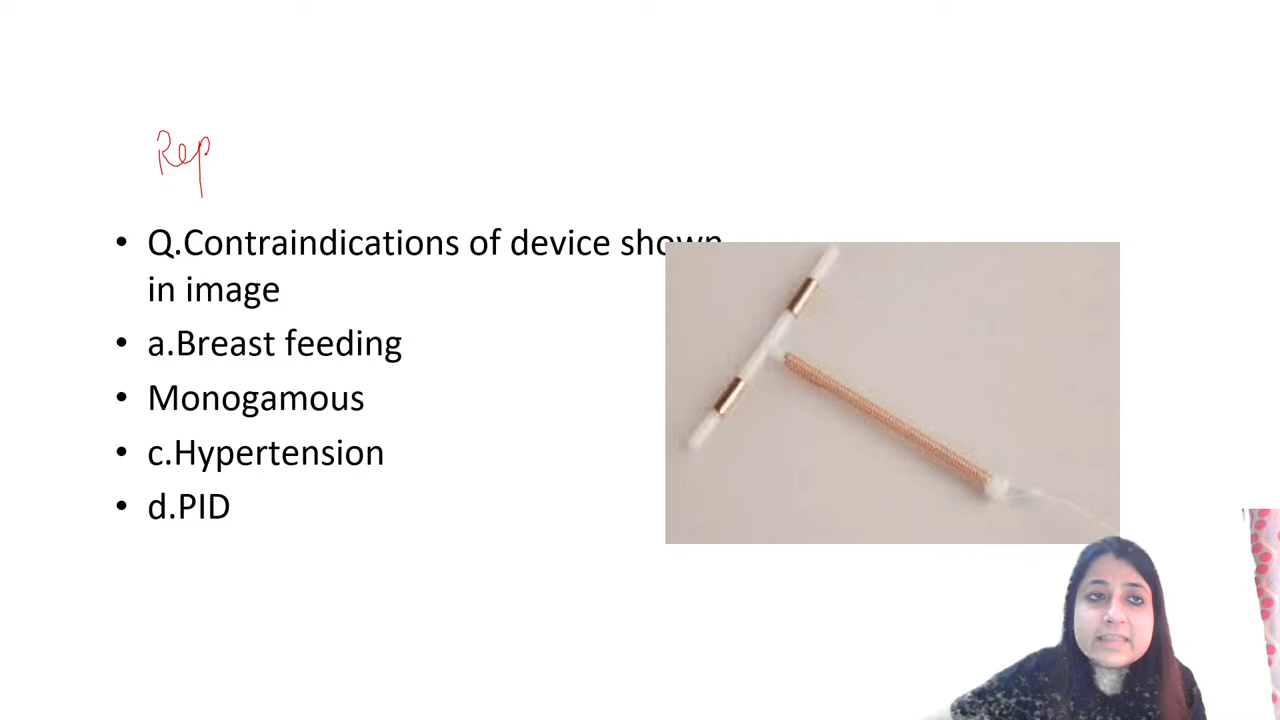 Rep
• Q.Contraindications of device shown
in image
• a.Breast feeding
• Monogamous
• c.Hypertension
• d.PID